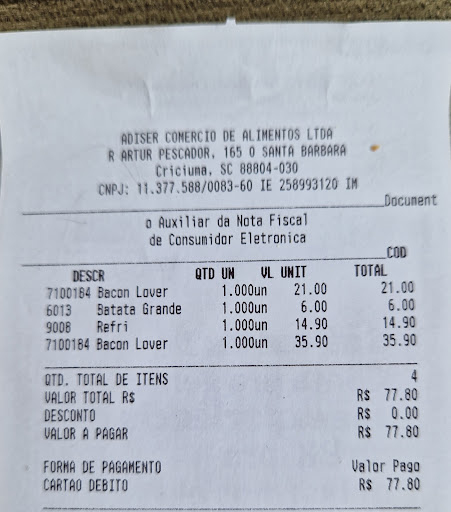 ADISER COMERCIO DE ALIMENTOS LTDA
R ARTUR PESCADOR, 165 0 SANTA BARBARA
Criciuma, SC 88804-030
CNPJ: 11.377.588/0083-60 IE 258993120 IM
Document
o Auxiliar da Nota Fiscal
de Consumidor Eletronica
COD
DESCR QTD UN VL UNIT TOTAL
7100184 Bacon Lover 1.000un 21.00 21.00
6013 Batata Grande 1.000un 6.00 6.00
9008 Refri 1.000un 14.90 14.90
7100184 Bacon Lover 1.000un 35.90 35.90
QTD. TOTAL DE ITENS 4
VALOR TOTAL R$ R$ 77.80
DESCONTO R$ 0.00
VALOR A PAGAR R$ 77.80
FORMA DE PAGAMENTO Valor Pago
CARTAO DEBITO R$ 77.80